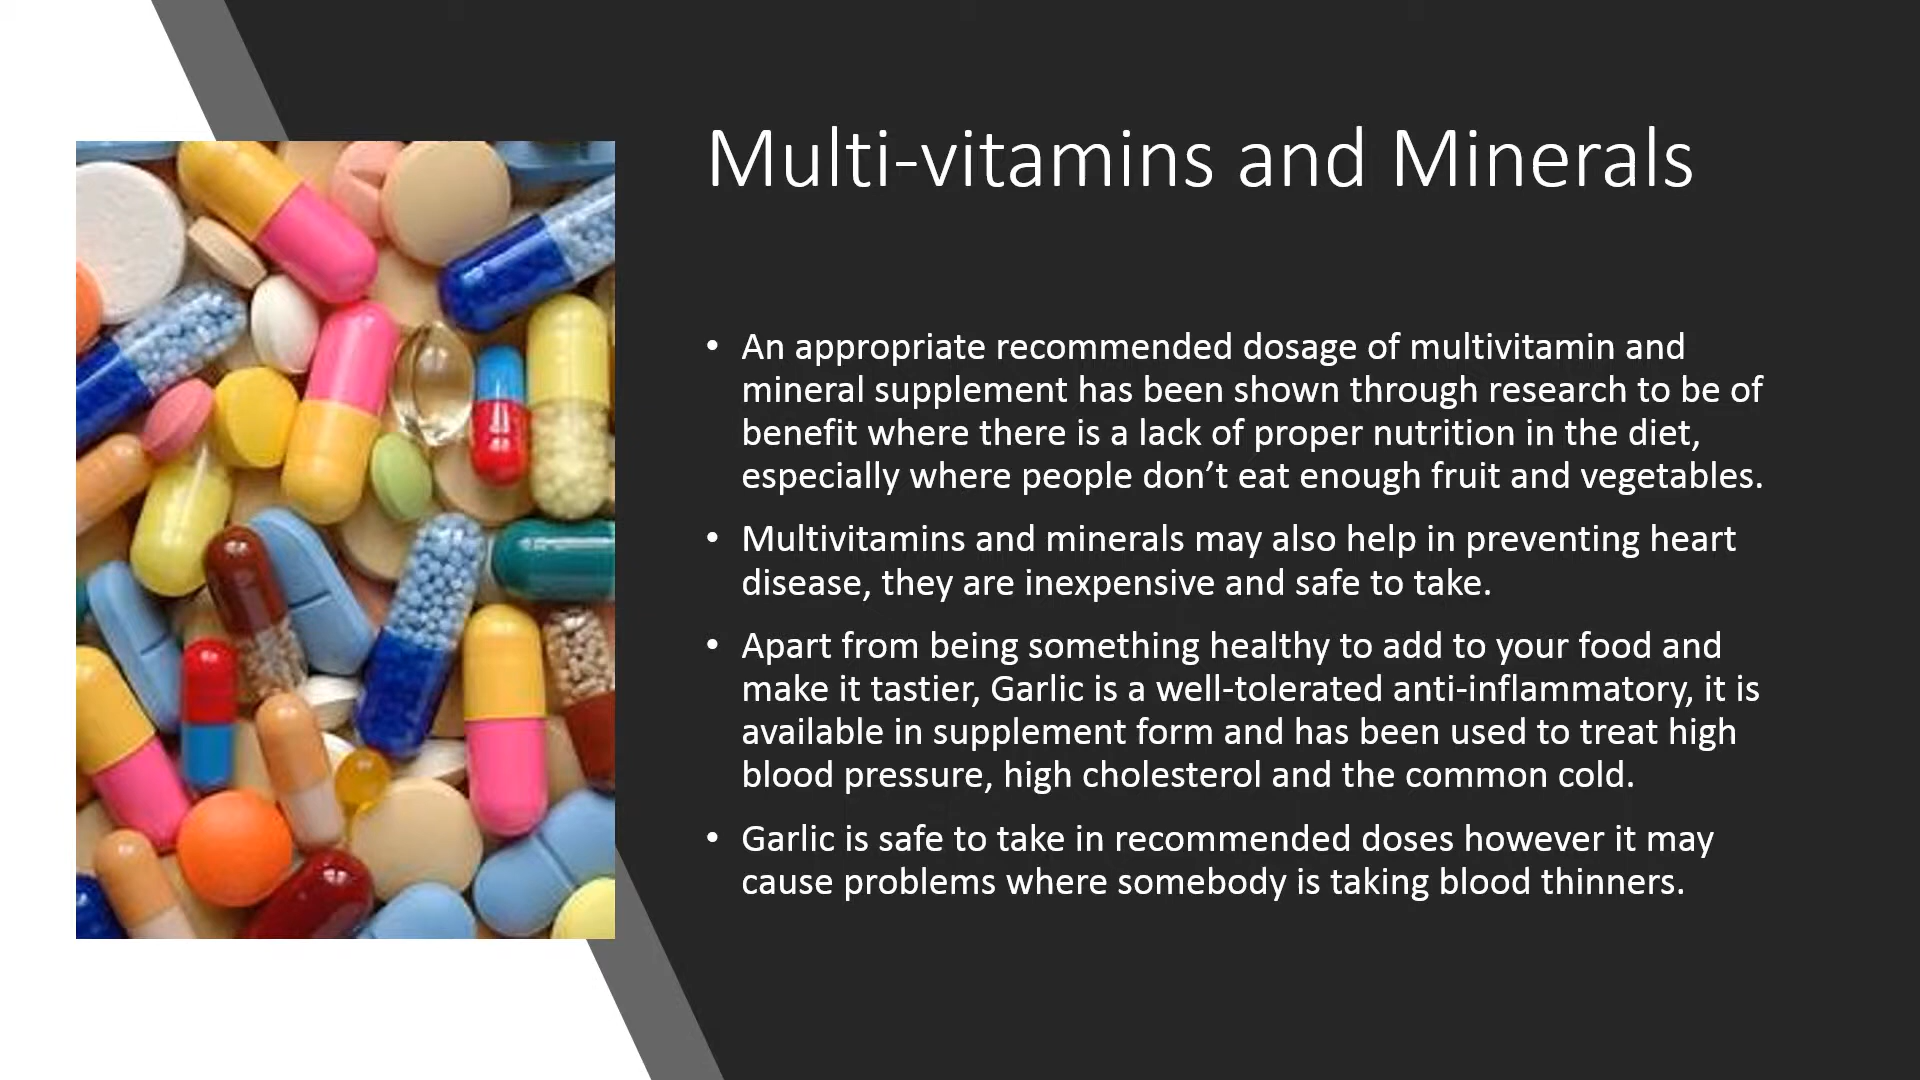 Multi-vitamins and Minerals
• An appropriate recommended dosage of multivitamin and
mineral supplement has been shown through research to be of
benefit where there is a lack of proper nutrition in the diet,
especially where people don’t eat enough fruit and vegetables.
• Multivitamins and minerals may also help in preventing heart
disease, they are inexpensive and safe to take.
• Apart from being something healthy to add to your food and
make it tastier, Garlic is a well-tolerated anti-inflammatory, it is
available in supplement form and has been used to treat high
blood pressure, high cholesterol and the common cold.
• Garlic is safe to take in recommended doses however it may
cause problems where somebody is taking blood thinners.